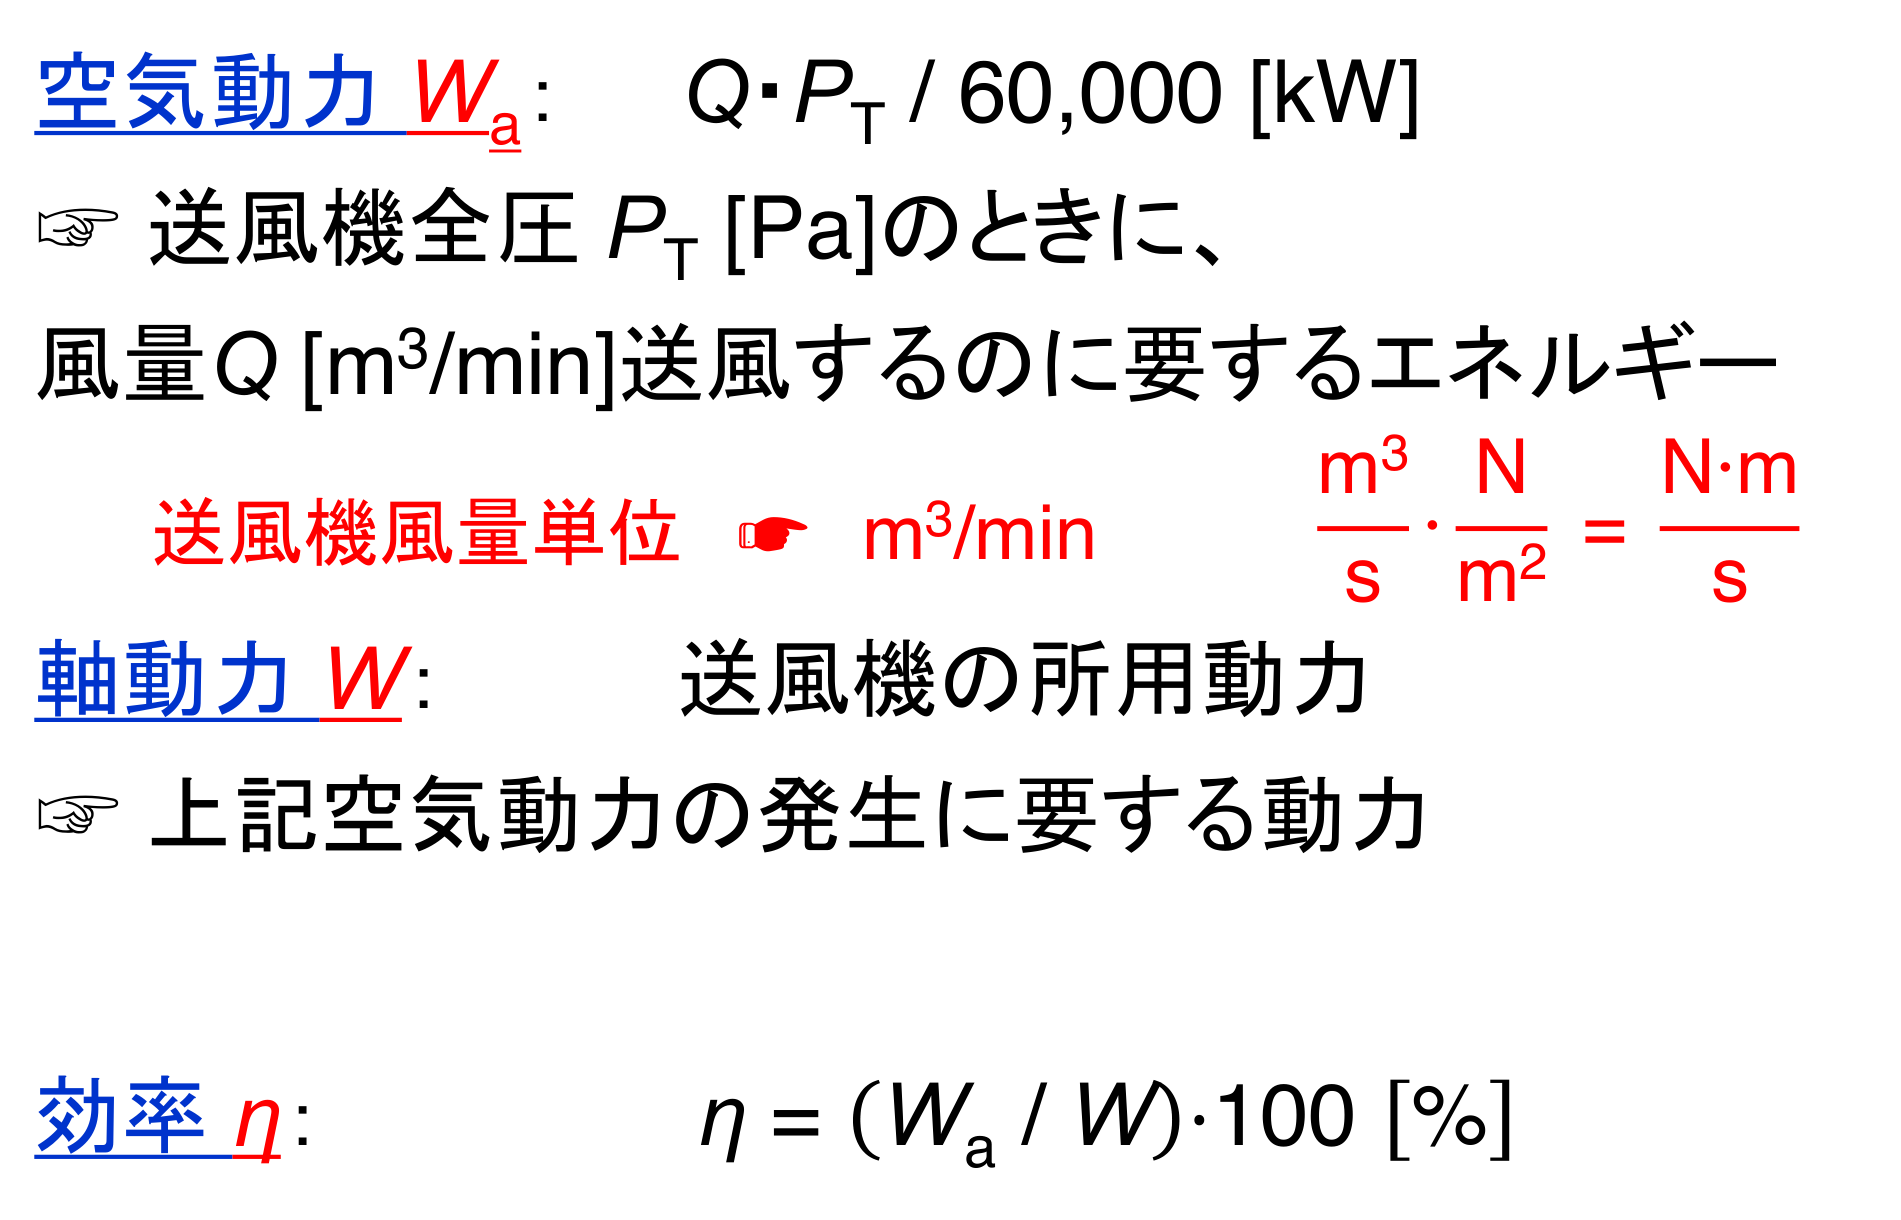 空気動力 Wa： Q・PT / 60,000 [kW]
☞ 送風機全圧 PT [Pa]のときに、
風量Q [m³/min]送風するのに要するエネルギー
送風機風量単位 ☛ m³/min m³/s · N/m² = N·m/s
軸動力 W： 送風機の所用動力
☞ 上記空気動力の発生に要する動力
効率 η： η = (Wa / W)·100 [%]